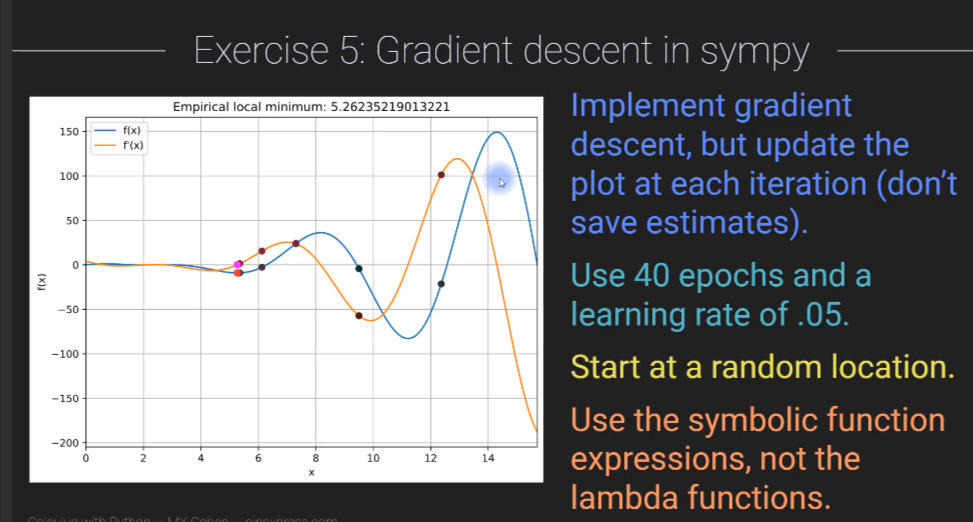 Exercise 5: Gradient descent in sympy
Empirical local minimum: 5.26235219013221
f(x)
f'(x)
150
100
50
0
−50
−100
−150
−200
f(x)
0
2
4
6
8
10
12
14
x
Implement gradient
descent, but update the
plot at each iteration (don't
save estimates).
Use 40 epochs and a
learning rate of .05.
Start at a random location.
Use the symbolic function
expressions, not the
lambda functions.